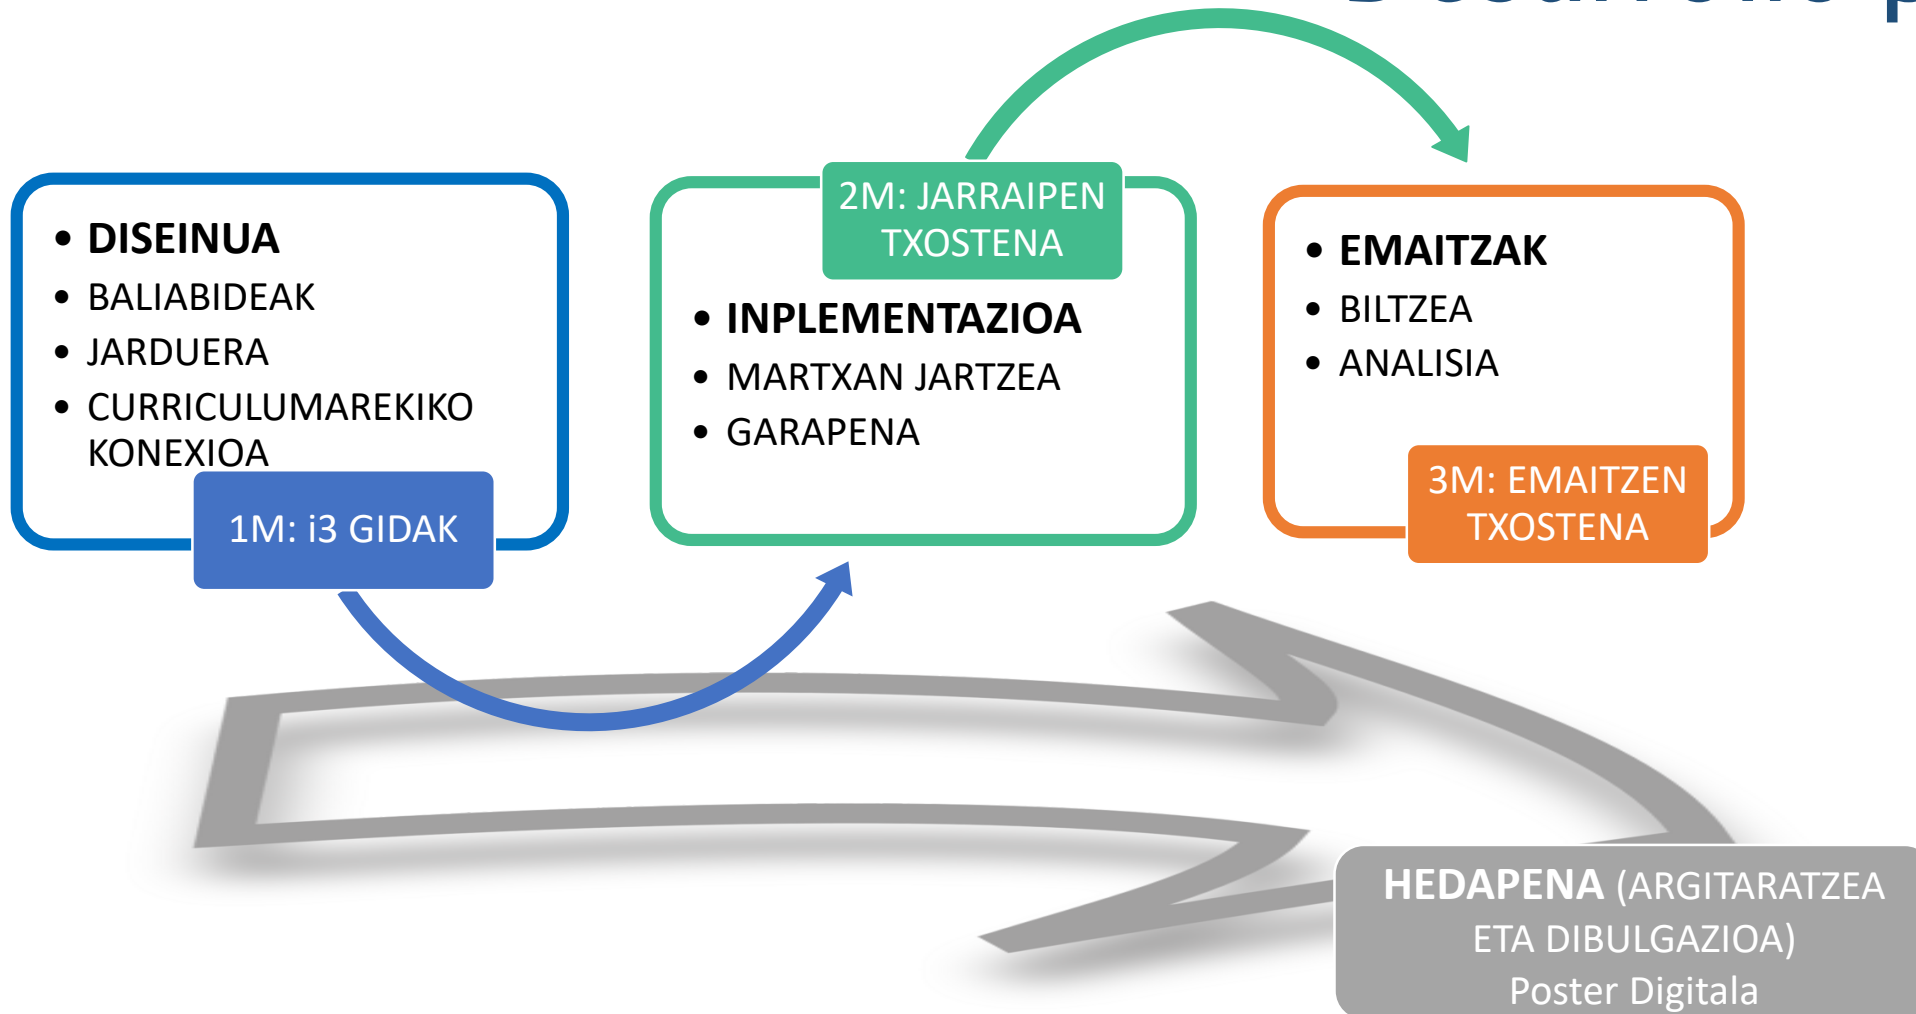 • DISEINUA
• BALIABIDEAK
• JARDUERA
• CURRICULUMAREKIKO
KONEXIOA
1M: i3 GIDAK
2M: JARRAIPEN
TXOSTENA
• INPLEMENTAZIOA
• MARTXAN JARTZEA
• GARAPENA
• EMAITZAK
• BILTZEA
• ANALISIA
3M: EMAITZEN
TXOSTENA
HEDAPENA (ARGITARATZEA
ETA DIBULGAZIOA)
Poster Digitala